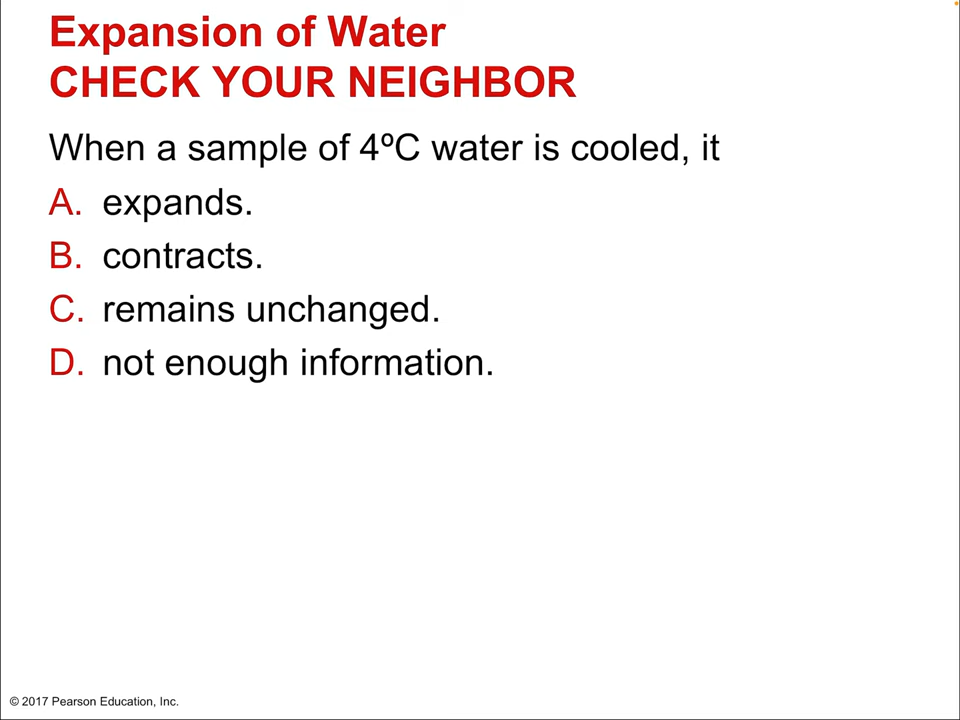 Expansion of Water
CHECK YOUR NEIGHBOR
When a sample of 4ºC water is cooled, it
A. expands.
B. contracts.
C. remains unchanged.
D. not enough information.
© 2017 Pearson Education, Inc.